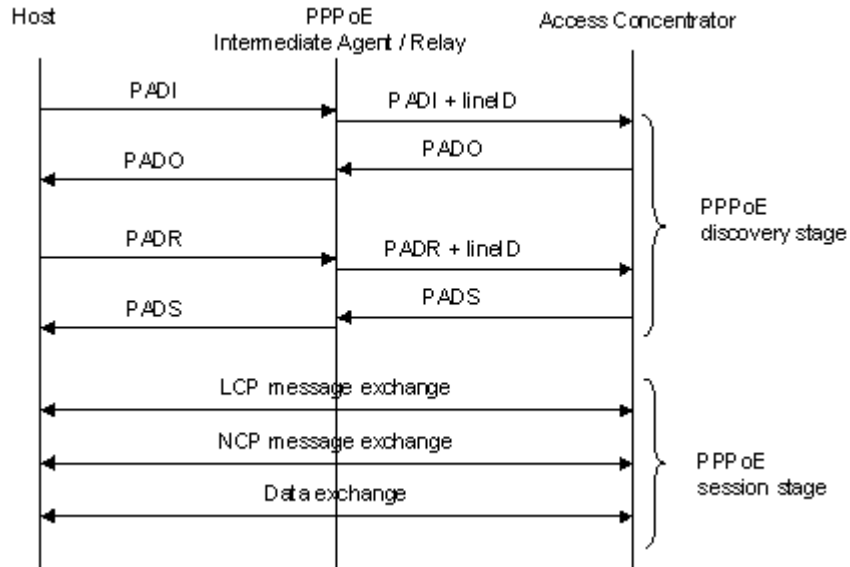 Host
PPPoE
Intermediate Agent / Relay
Access Concentrator
PADI
PADI + lineID
PADO
PADO
PADR
PADR + lineID
PADS
PADS
PPPoE
discovery stage
LCP message exchange
NCP message exchange
Data exchange
PPPoE
session stage